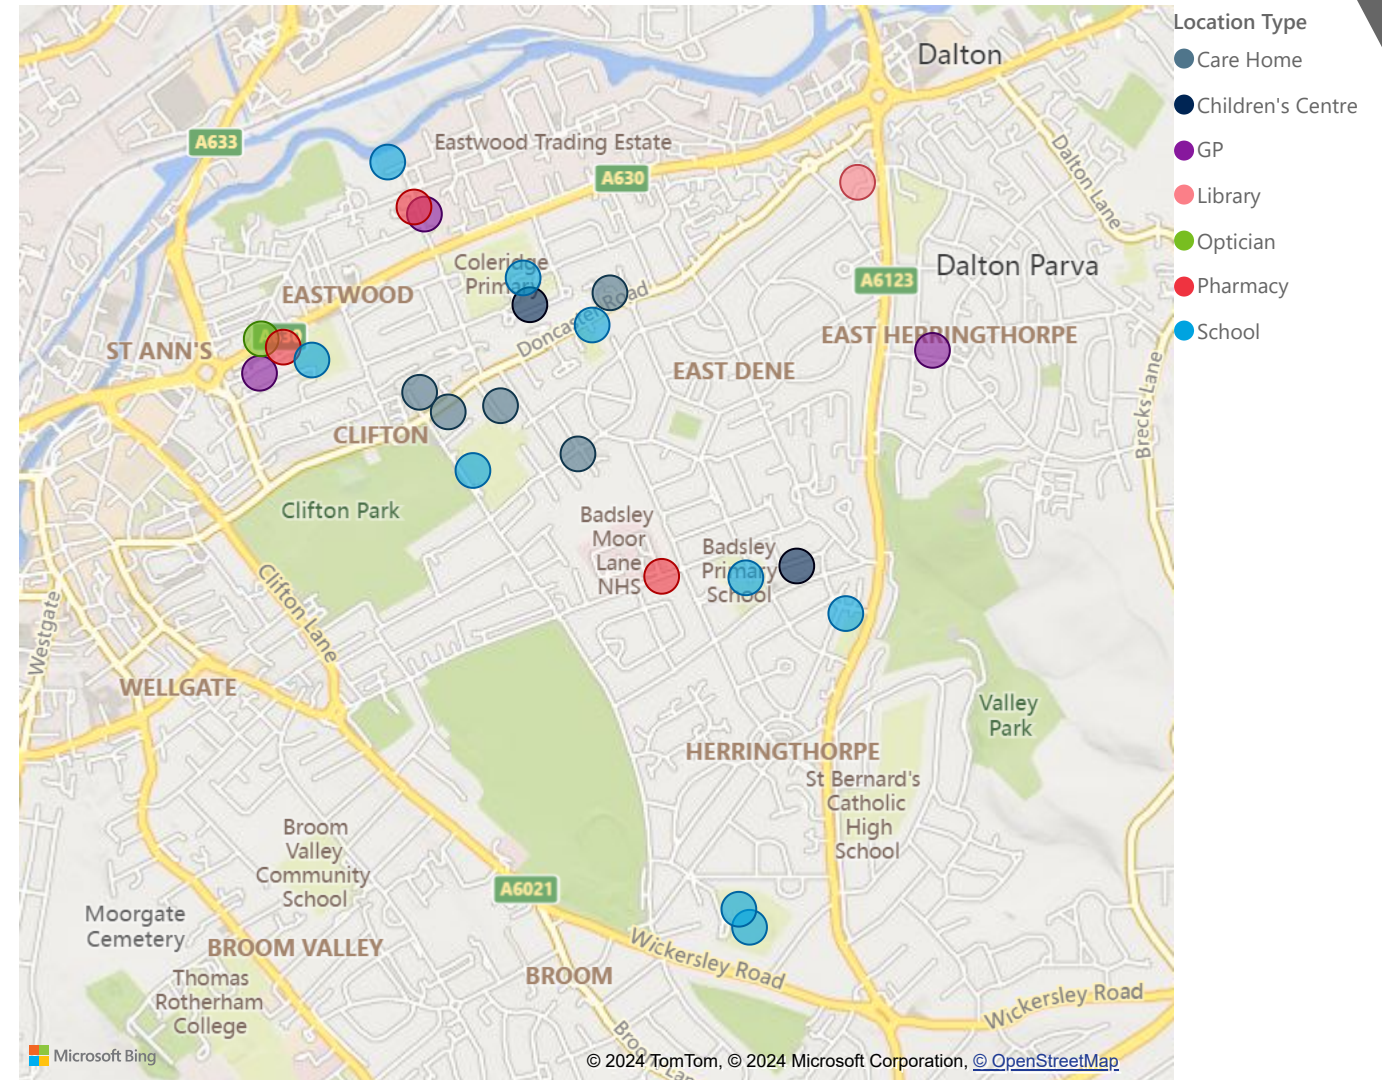 Location Type
Care Home
Children's Centre
GP
Library
Optician
Pharmacy
School
Dalton
A633
Eastwood Trading Estate
A630
Dalton Lane
Coleridge
Primary
Dalton Parva
A6123
EASTWOOD
Doncaster Road
EAST HERRINGTHORPE
ST ANN'S
EAST DENE
Brecks Lane
CLIFTON
Clifton Park
Badsley
Moor
Lane
NHS
Badsley
Primary
School
Clifton Lane
Westgate
WELLGATE
Valley
Park
HERRINGTHORPE
St Bernard's
Catholic
High
School
Broom
Valley
Community
School
A6021
Moorgate
Cemetery
BROOM VALLEY
Wickersley Road
BROOM
Thomas
Rotherham
College
Wickersley Road
Microsoft Bing
© 2024 TomTom, © 2024 Microsoft Corporation, © OpenStreetMap